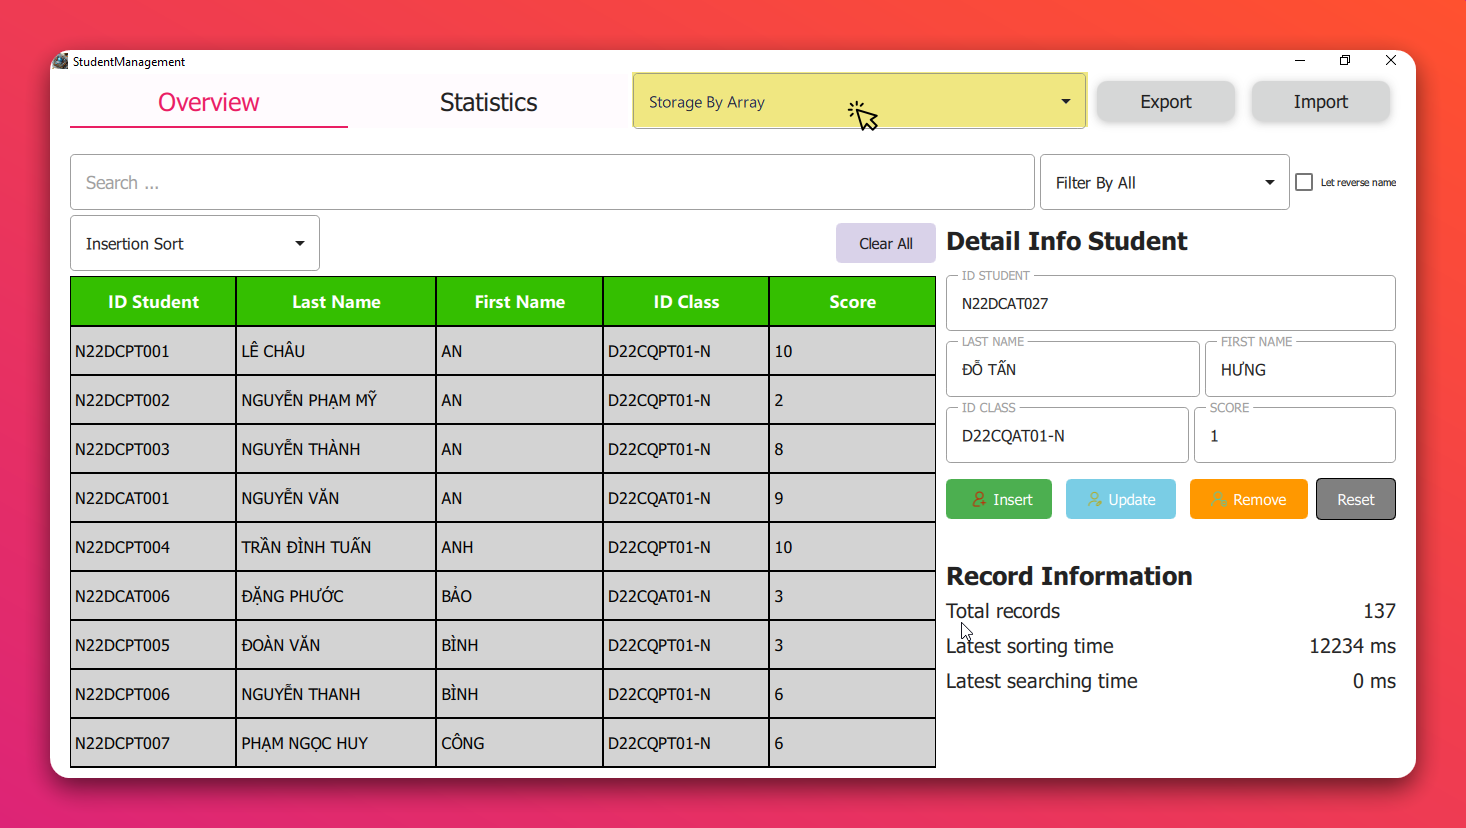 StudentManagement
Overview
Statistics
Storage By Array
Export
Import
Search ...
Filter By All
Let reverse name
Insertion Sort
Clear All
ID Student Last Name First Name ID Class Score
N22DCPT001 LÊ CHÂU AN D22CQPT01-N 10
N22DCPT002 NGUYỄN PHẠM MỸ AN D22CQPT01-N 2
N22DCPT003 NGUYỄN THÀNH AN D22CQPT01-N 8
N22DCAT001 NGUYỄN VĂN AN D22CQAT01-N 9
N22DCPT004 TRẦN ĐÌNH TUẤN ANH D22CQPT01-N 10
N22DCAT006 ĐẶNG PHƯỚC BẢO D22CQAT01-N 3
N22DCPT005 ĐOÀN VĂN BÌNH D22CQPT01-N 3
N22DCPT006 NGUYỄN THANH BÌNH D22CQPT01-N 6
N22DCPT007 PHẠM NGỌC HUY CÔNG D22CQPT01-N 6
Detail Info Student
ID STUDENT
N22DCAT027
LAST NAME
ĐỖ TẤN
FIRST NAME
HƯNG
ID CLASS
D22CQAT01-N
SCORE
1
Insert
Update
Remove
Reset
Record Information
Total records 137
Latest sorting time 12234 ms
Latest searching time 0 ms